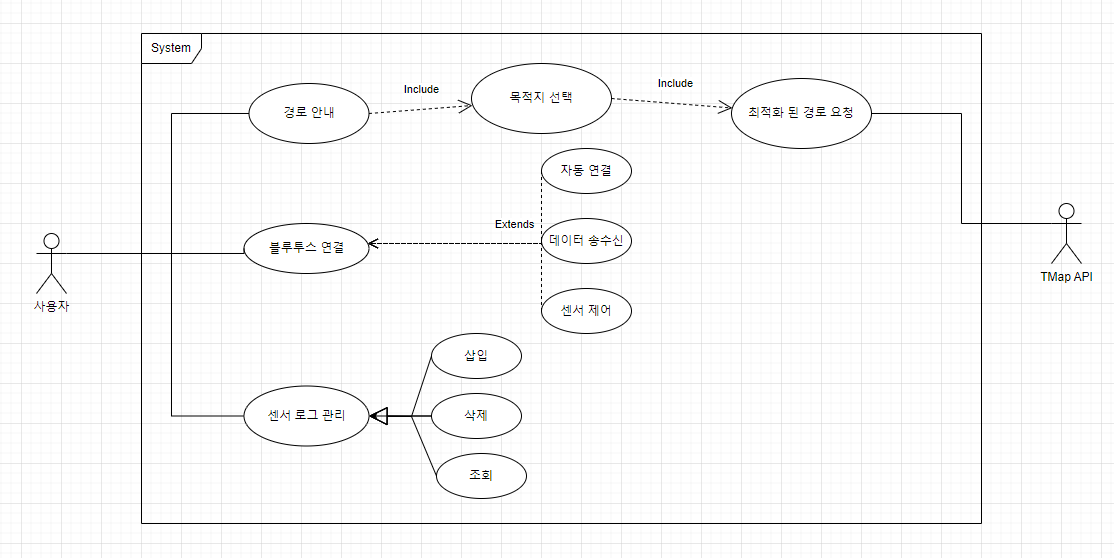 System
경로 안내
Include
목적지 선택
Include
최적화 된 경로 요청
자동 연결
Extends
블루투스 연결
데이터 송수신
센서 제어
사용자
TMap API
삽입
센서 로그 관리
삭제
조회